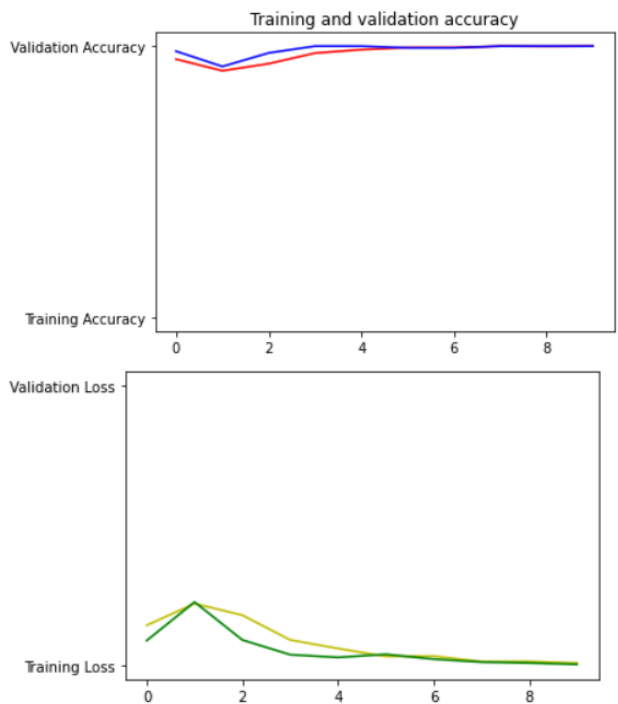 Training and validation accuracy
Validation Accuracy
Training Accuracy
0 2 4 6 8
Validation Loss
Training Loss
0 2 4 6 8